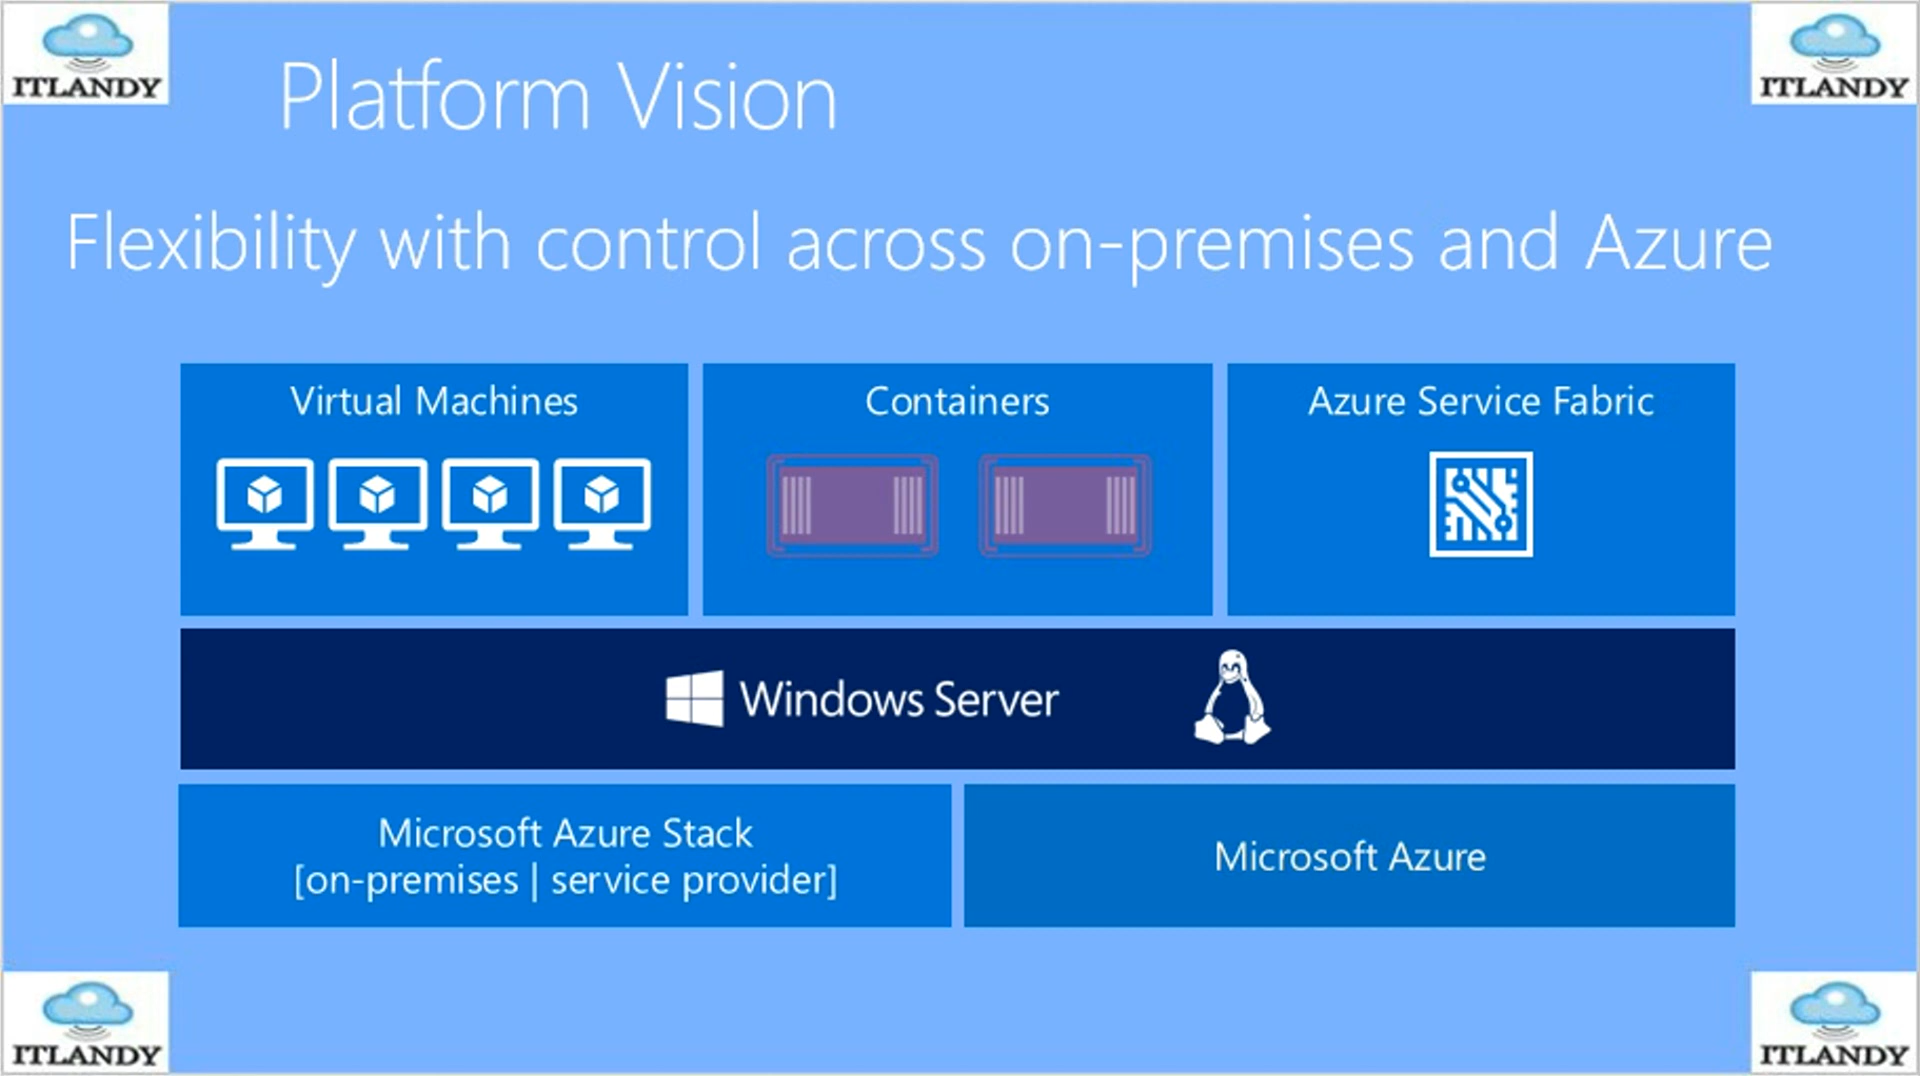 ITLANDY
ITLANDY
Platform Vision
Flexibility with control across on-premises and Azure
Virtual Machines
Containers
Azure Service Fabric
Windows Server
Microsoft Azure Stack
[on-premises | service provider]
Microsoft Azure
ITLANDY
ITLANDY